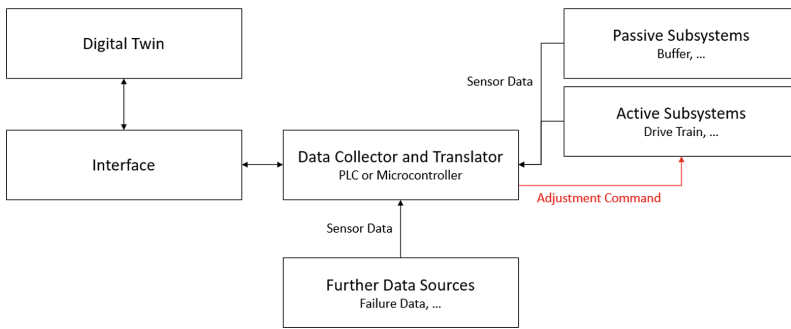 Digital Twin
Passive Subsystems
Buffer, ...
Sensor Data
Active Subsystems
Drive Train, ...
Interface
Data Collector and Translator
PLC or Microcontroller
Adjustment Command
Sensor Data
Further Data Sources
Failure Data, ...